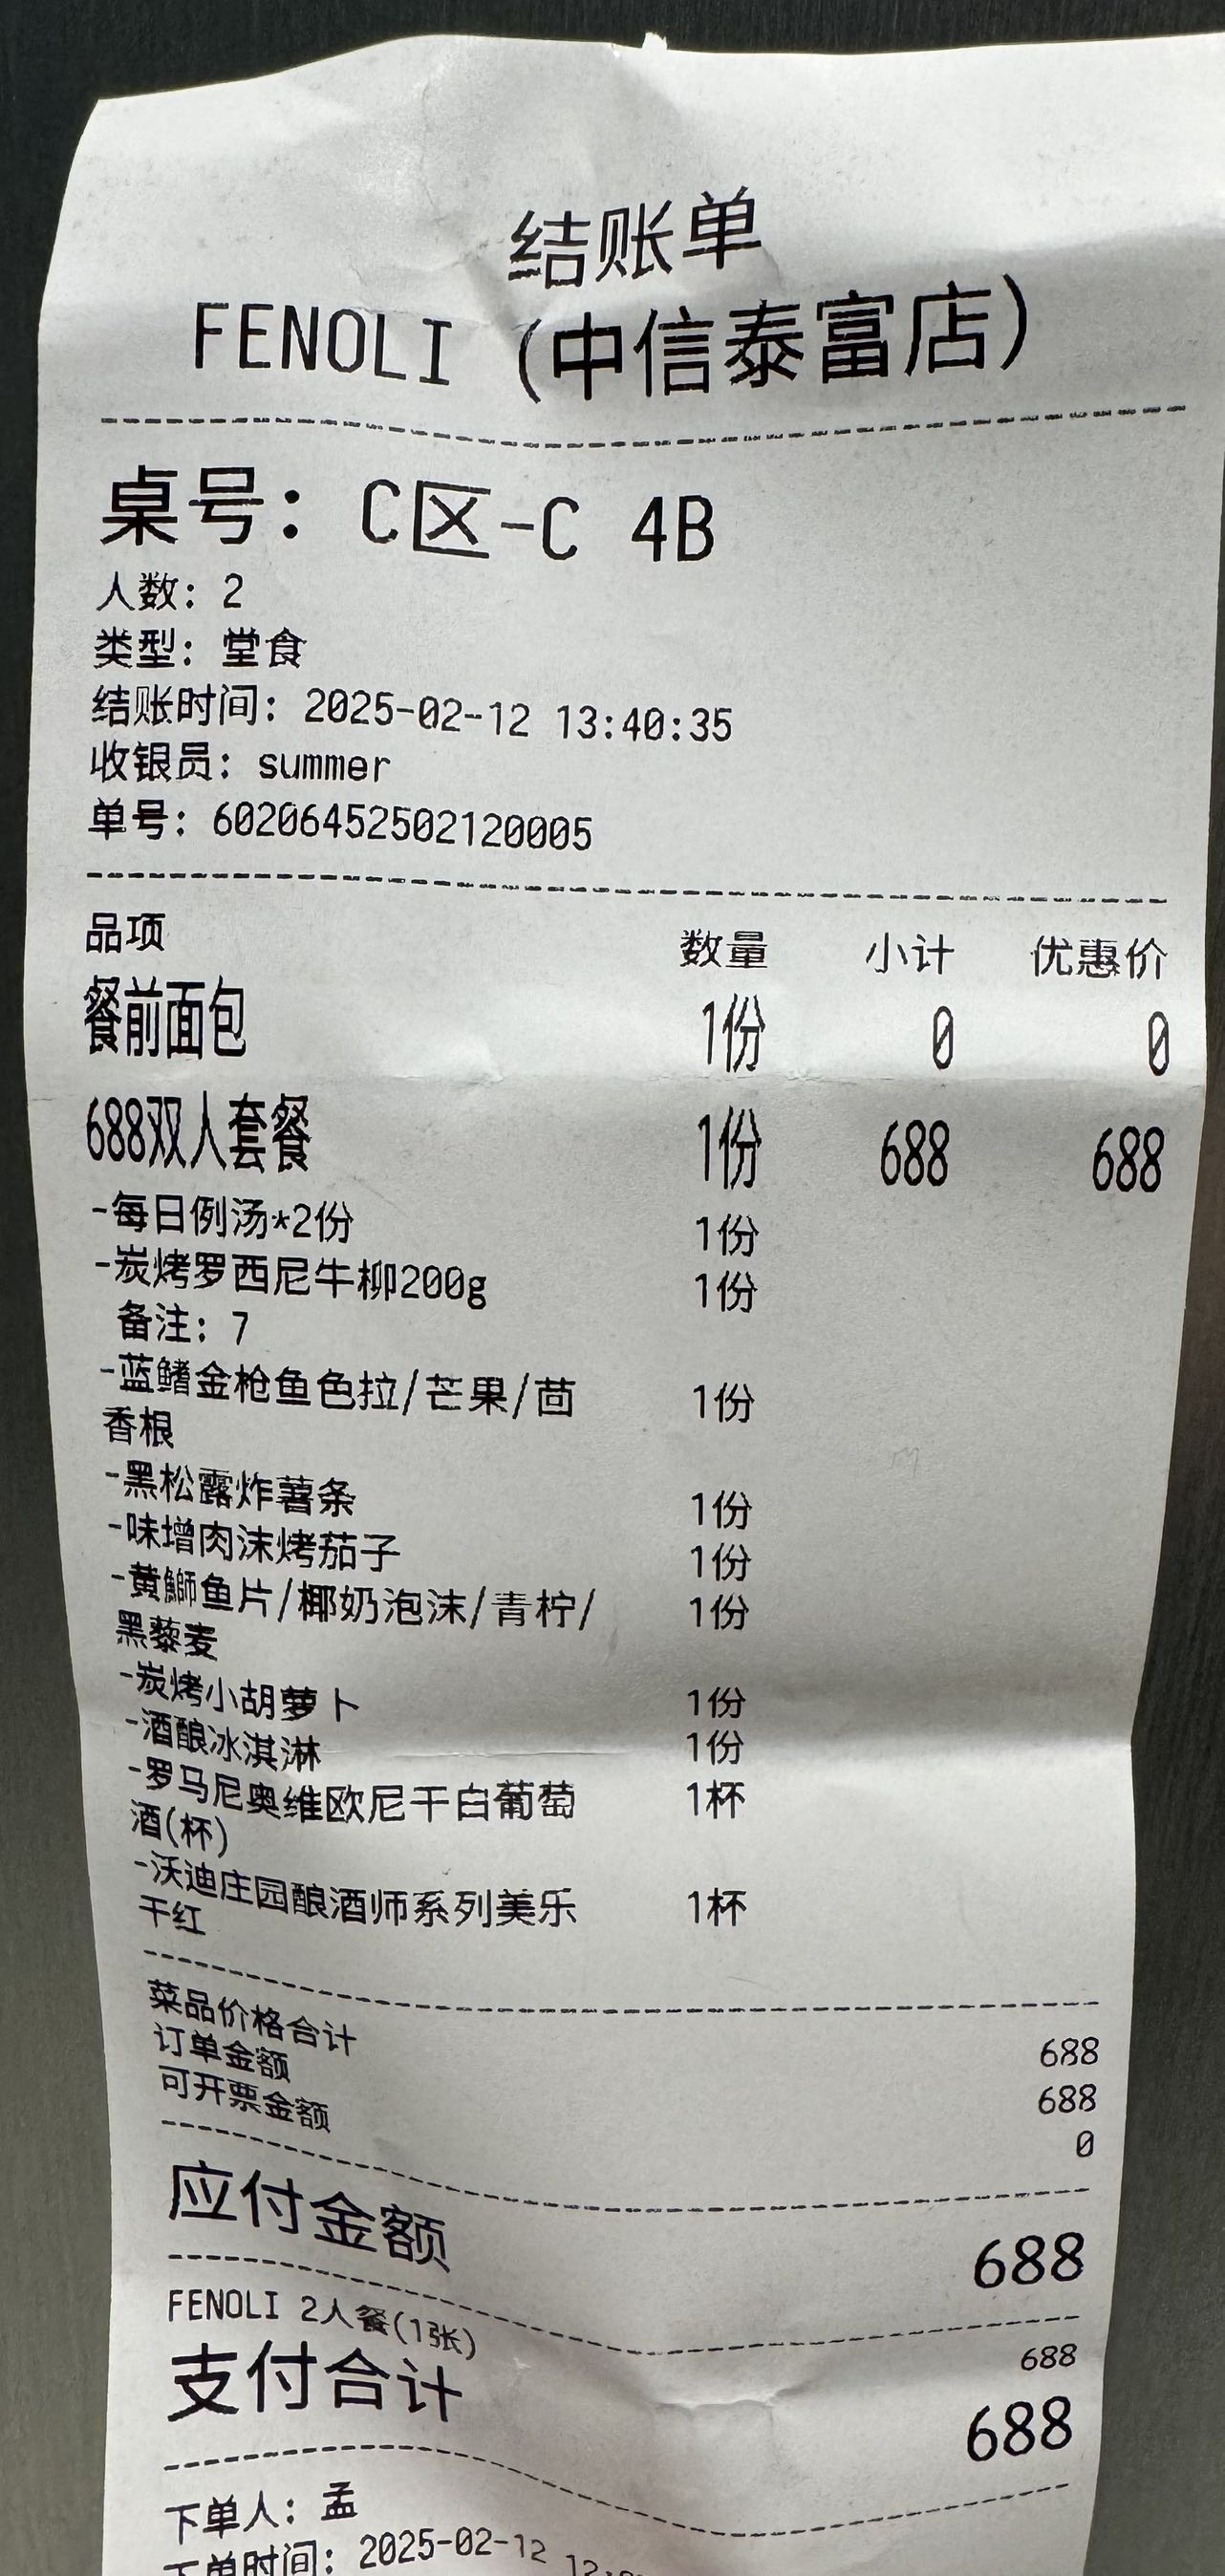 结账单
FENOLI (中信泰富店)
桌号: C区-C 4B
人数: 2
类型: 堂食
结账时间: 2025-02-12 13:40:35
收银员: summer
单号: 60206452502120005
品项 数量 小计 优惠价
餐前面包 1份 0 0
688双人套餐 1份 688 688
-每日例汤*2份 1份
-炭烤罗西尼牛柳200g 1份
备注: 7
-蓝鳍金枪鱼色拉/芒果/茴 1份
香根
-黑松露炸薯条 1份
-味增肉沫烤茄子 1份
-黄鰤鱼片/椰奶泡沫/青柠/ 1份
黑藜麦
-炭烤小胡萝卜 1份
-酒酿冰淇淋 1份
-罗马尼奥维欧尼干白葡萄 1杯
酒(杯)
-沃迪庄园酿酒师系列美乐 1杯
干红
菜品价格合计 688
订单金额 688
可开票金额 0
应付金额 688
FENOLI 2人餐(1张) 688
支付合计 688
下单人: 孟
下单时间: 2025-02-12